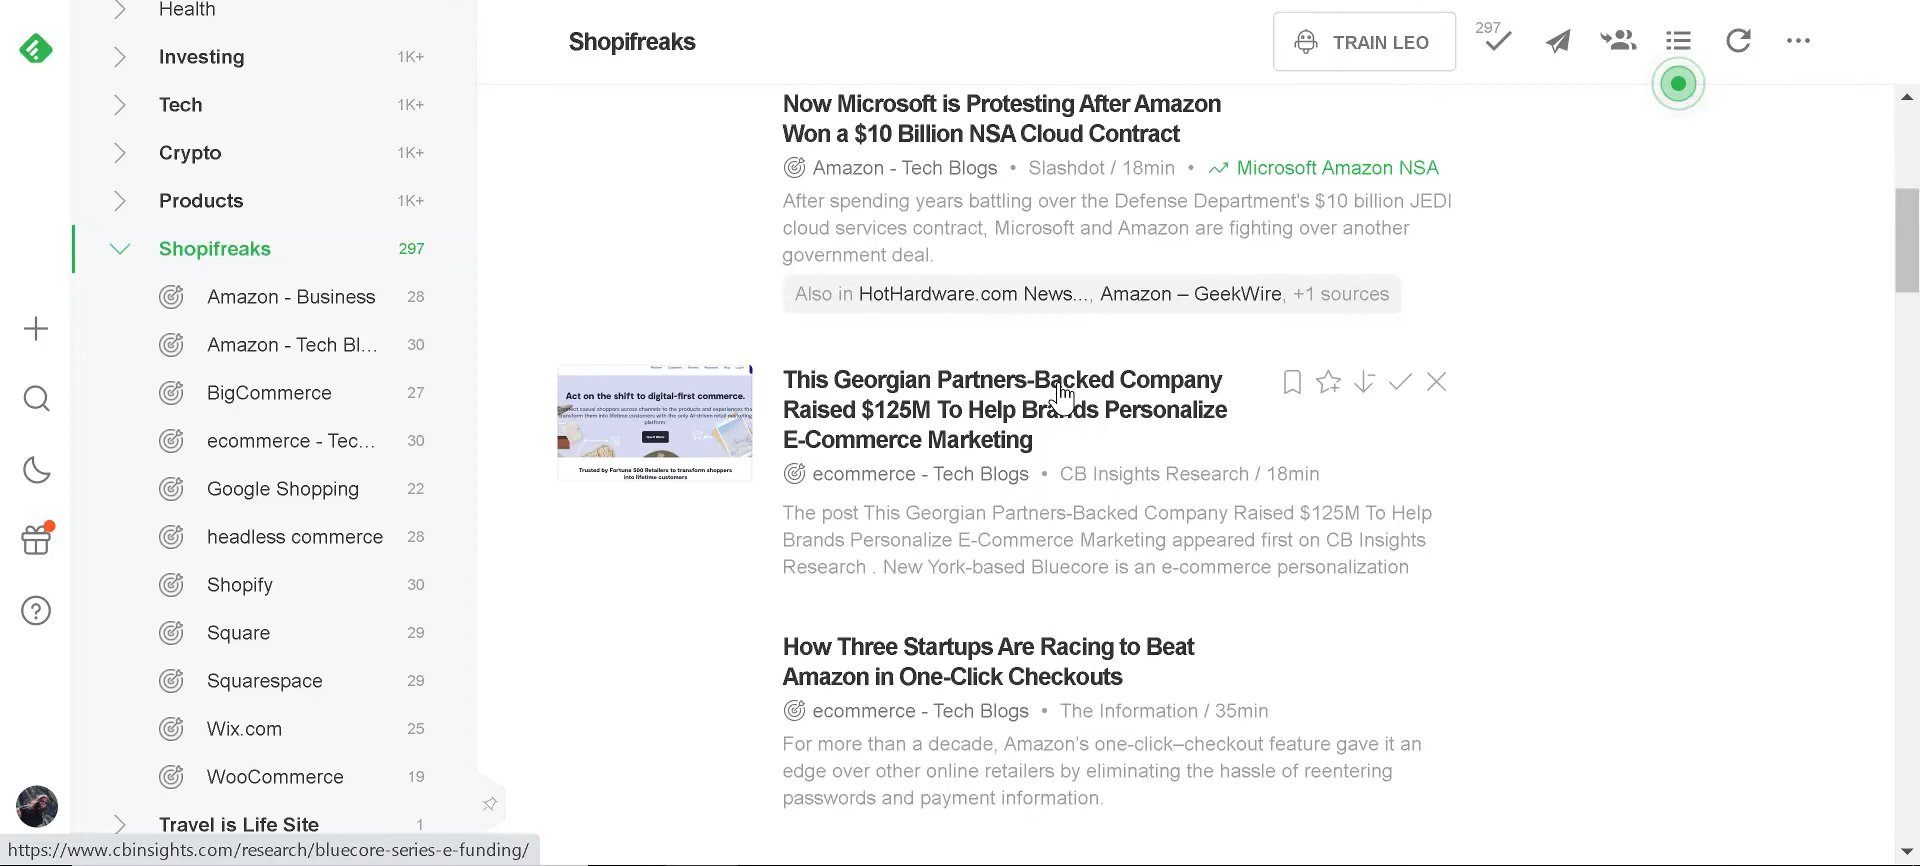 Health
Investing 1K+
Tech 1K+
Crypto 1K+
Products 1K+
Shopifreaks 297
Amazon - Business 28
Amazon - Tech Bl... 30
BigCommerce 27
ecommerce - Tec... 30
Google Shopping 22
headless commerce 28
Shopify 30
Square 29
Squarespace 29
Wix.com 25
WooCommerce 19
Travel is Life Site 1
https://www.cbinsights.com/research/bluecore-series-e-funding/
Shopifreaks
TRAIN LEO
297
Now Microsoft is Protesting After Amazon
Won a $10 Billion NSA Cloud Contract
Amazon - Tech Blogs • Slashdot / 18min • Microsoft Amazon NSA
After spending years battling over the Defense Department's $10 billion JEDI
cloud services contract, Microsoft and Amazon are fighting over another
government deal.
Also in HotHardware.com News..., Amazon – GeekWire, +1 sources
Act on the shift to digital-first commerce.
Trusted by Fortune 500 Retailers to transform shoppers
into lifetime customers
This Georgian Partners-Backed Company
Raised $125M To Help Brands Personalize
E-Commerce Marketing
ecommerce - Tech Blogs • CB Insights Research / 18min
The post This Georgian Partners-Backed Company Raised $125M To Help
Brands Personalize E-Commerce Marketing appeared first on CB Insights
Research . New York-based Bluecore is an e-commerce personalization
How Three Startups Are Racing to Beat
Amazon in One-Click Checkouts
ecommerce - Tech Blogs • The Information / 35min
For more than a decade, Amazon's one-click–checkout feature gave it an
edge over other online retailers by eliminating the hassle of reentering
passwords and payment information.